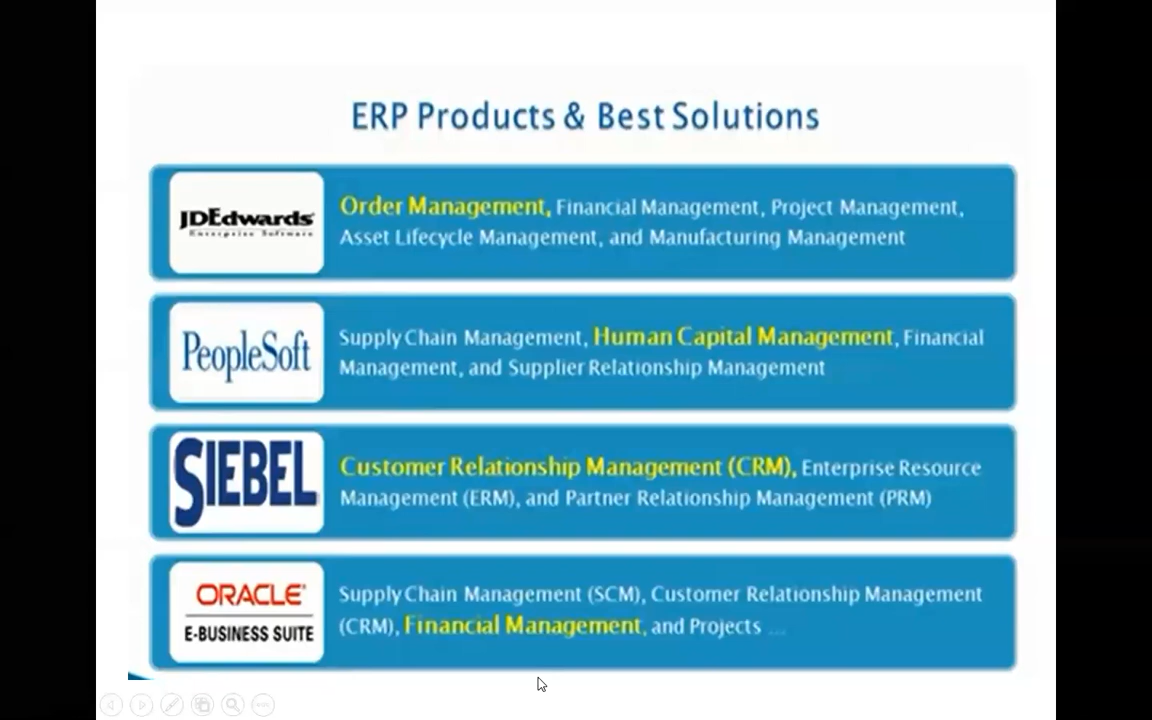 ERP Products & Best Solutions
JDEdwards
Enterprise Software
Order Management, Financial Management, Project Management,
Asset Lifecycle Management, and Manufacturing Management
PeopleSoft
Supply Chain Management, Human Capital Management, Financial
Management, and Supplier Relationship Management
SIEBEL
Customer Relationship Management (CRM), Enterprise Resource
Management (ERM), and Partner Relationship Management (PRM)
ORACLE®
E-BUSINESS SUITE
Supply Chain Management (SCM), Customer Relationship Management
(CRM), Financial Management, and Projects ...